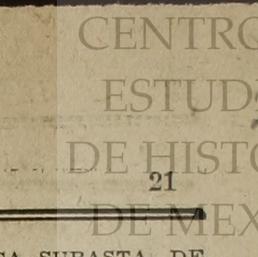 CENTRO
ESTUD
DE HISTO
21
DE MEX
SUBASTA DE